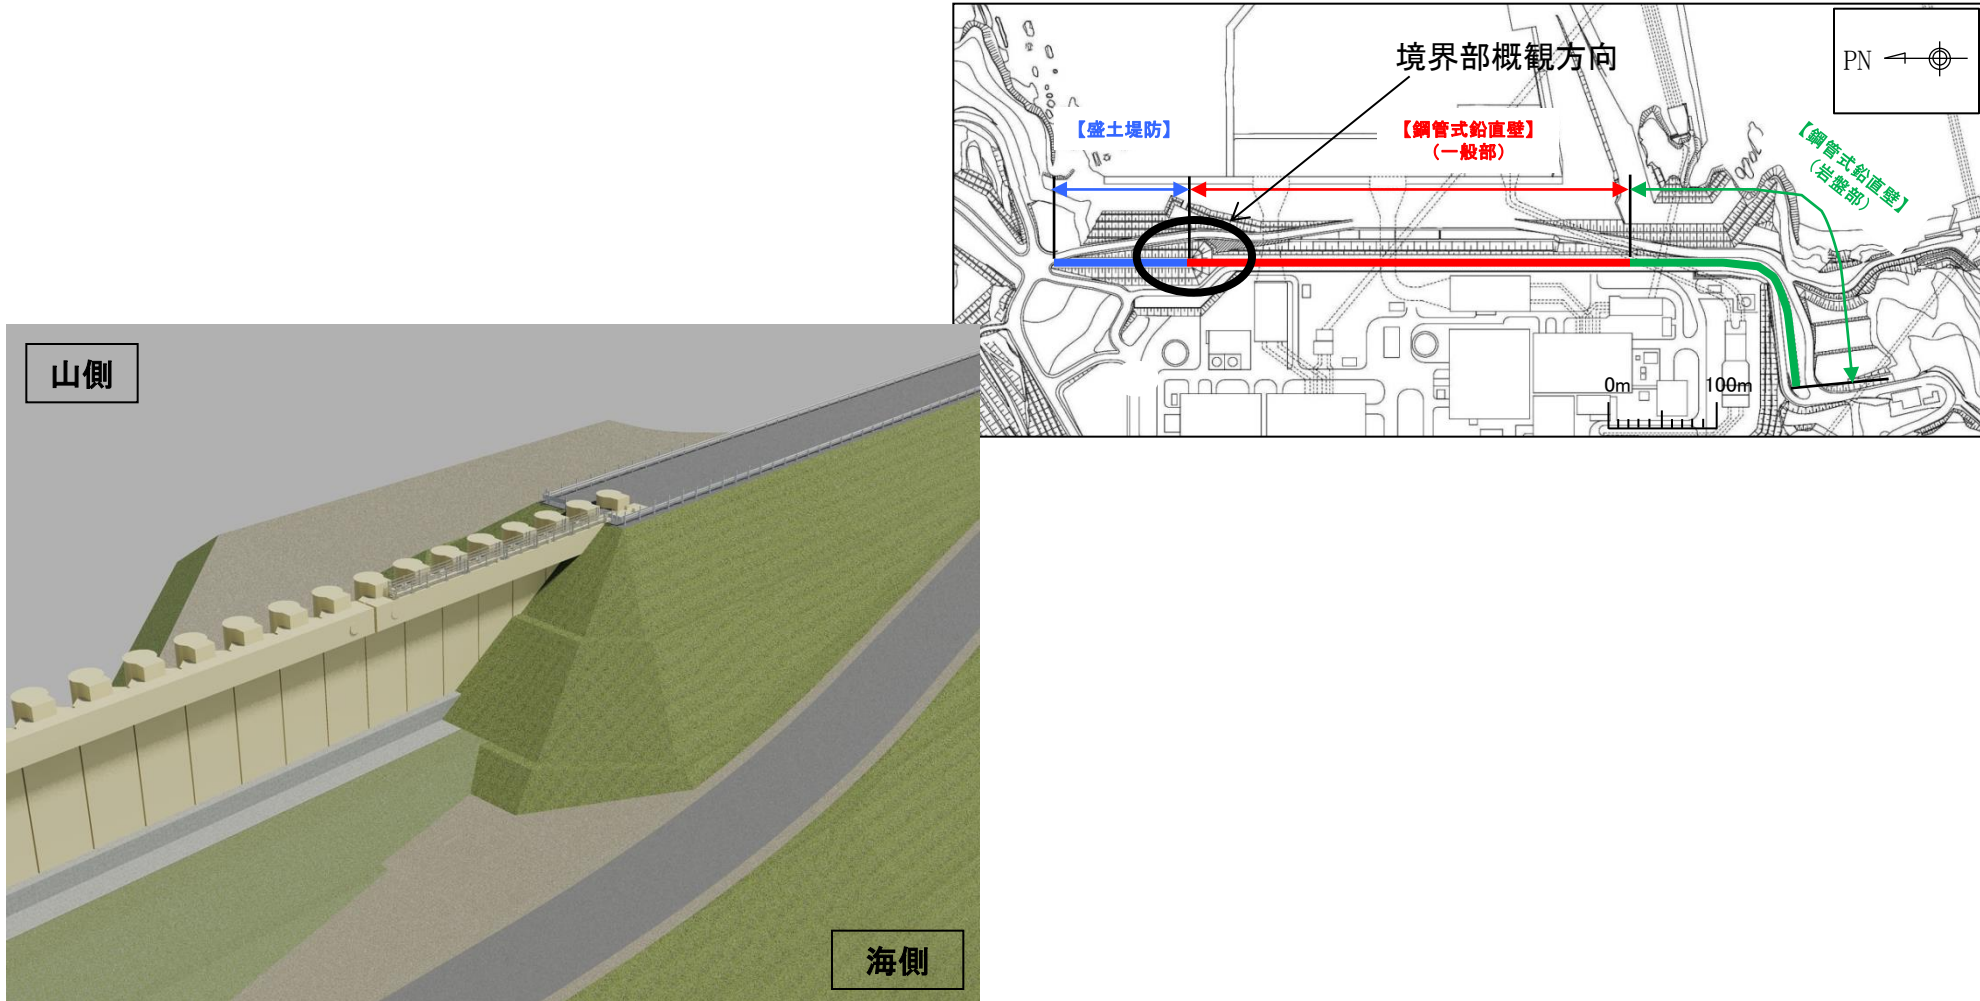 境界部概観方向
PN
【盛土堤防】
【鋼管式鉛直壁】
（一般部）
【鋼管式鉛直壁】
（岩盤部）
0m
100m
山側
海側